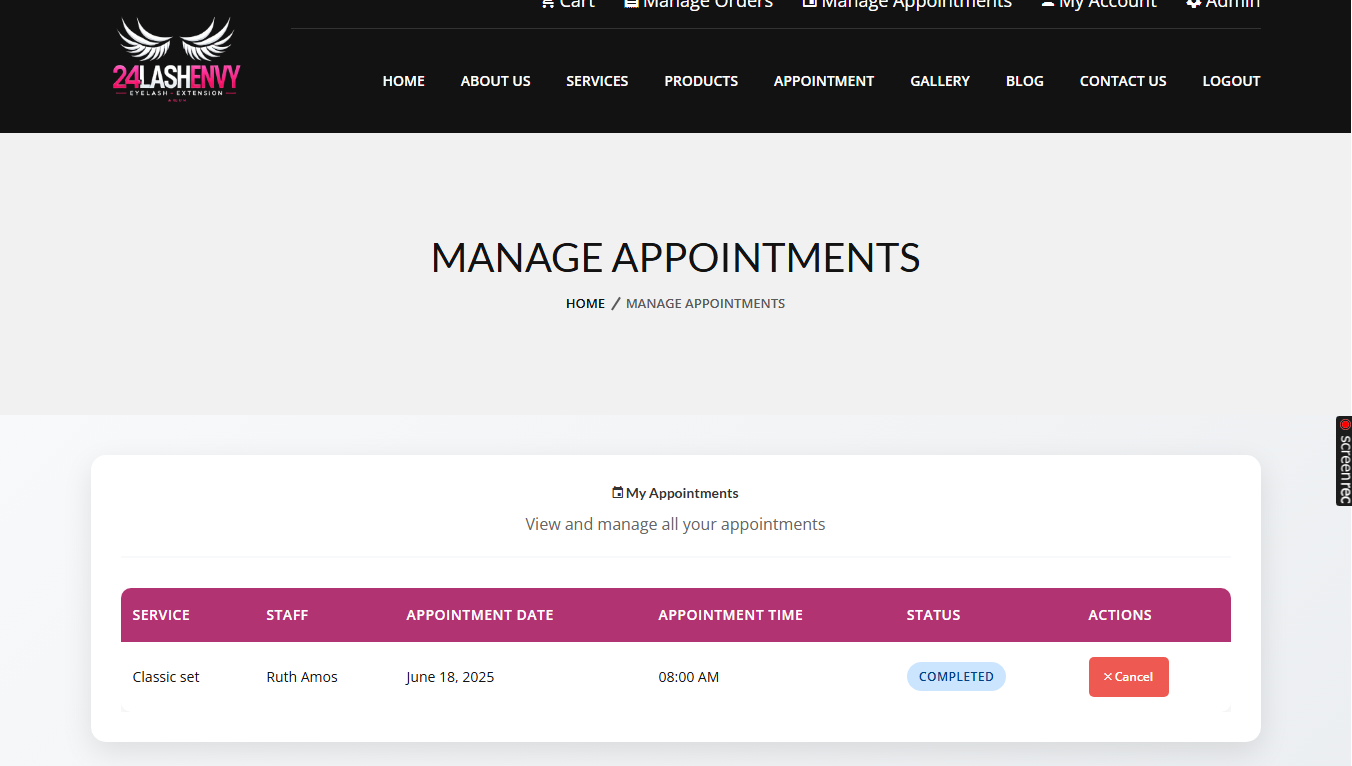 Cart Manage Orders Manage Appointments My Account Admin
24LASHENVY
EYELASH - EXTENSION
HOME ABOUT US SERVICES PRODUCTS APPOINTMENT GALLERY BLOG CONTACT US LOGOUT
MANAGE APPOINTMENTS
HOME / MANAGE APPOINTMENTS
screenrec
My Appointments
View and manage all your appointments
SERVICE STAFF APPOINTMENT DATE APPOINTMENT TIME STATUS ACTIONS
Classic set Ruth Amos June 18, 2025 08:00 AM COMPLETED × Cancel